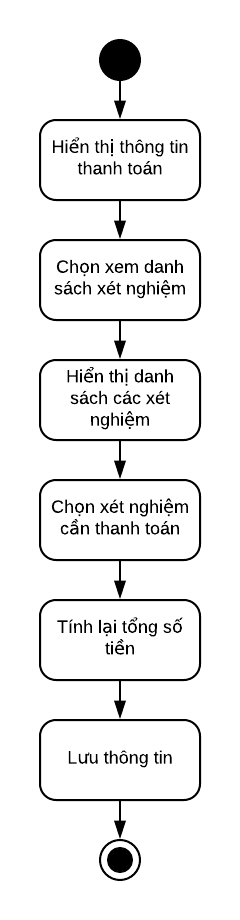 Hiển thị thông tin
thanh toán
Chọn xem danh
sách xét nghiệm
Hiển thị danh
sách các xét
nghiệm
Chọn xét nghiệm
cần thanh toán
Tính lại tổng số
tiền
Lưu thông tin